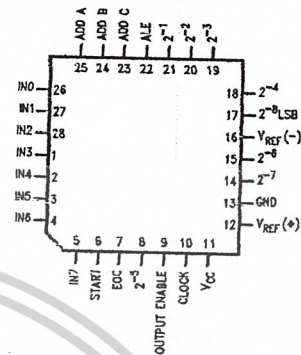 ADD A
ADD B
ADD C
ALE
2⁻¹
2⁻²
2⁻³
25 24 23 22 21 20 19
IN0 26
IN1 27
IN2 28
IN3 1
IN4 2
IN5 3
IN6 4
18 2⁻⁴
17 2⁻⁸LSB
16 VREF(-)
15 2⁻⁶
14 2⁻⁷
13 GND
12 VREF(+)
5 6 7 8 9 10 11
IN7
START
EOC
2⁻⁵
OUTPUT ENABLE
CLOCK
VCC